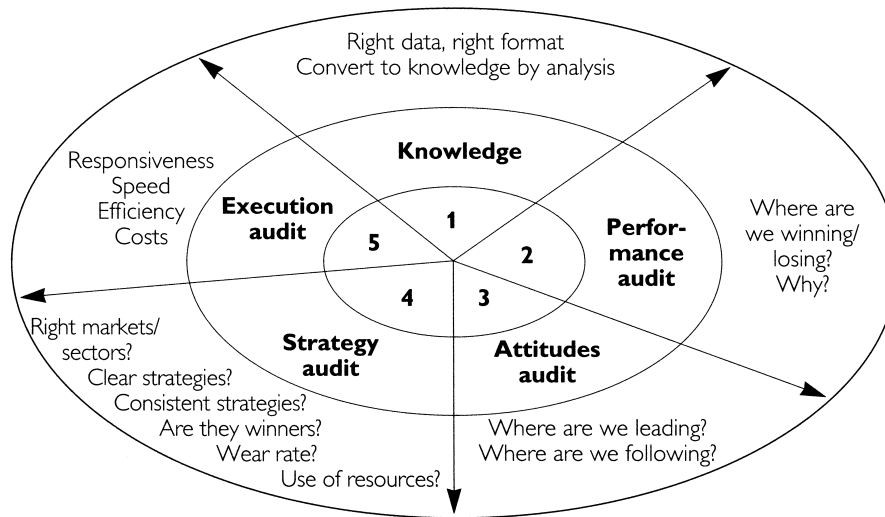 Right data, right format
Convert to knowledge by analysis
Knowledge
1
Responsiveness
Speed
Efficiency
Costs
Execution
audit
5
2
Perfor-
mance
audit
Where are
we winning/
losing?
Why?
4
3
Strategy
audit
Attitudes
audit
Right markets/
sectors?
Clear strategies?
Consistent strategies?
Are they winners?
Wear rate?
Use of resources?
Where are we leading?
Where are we following?